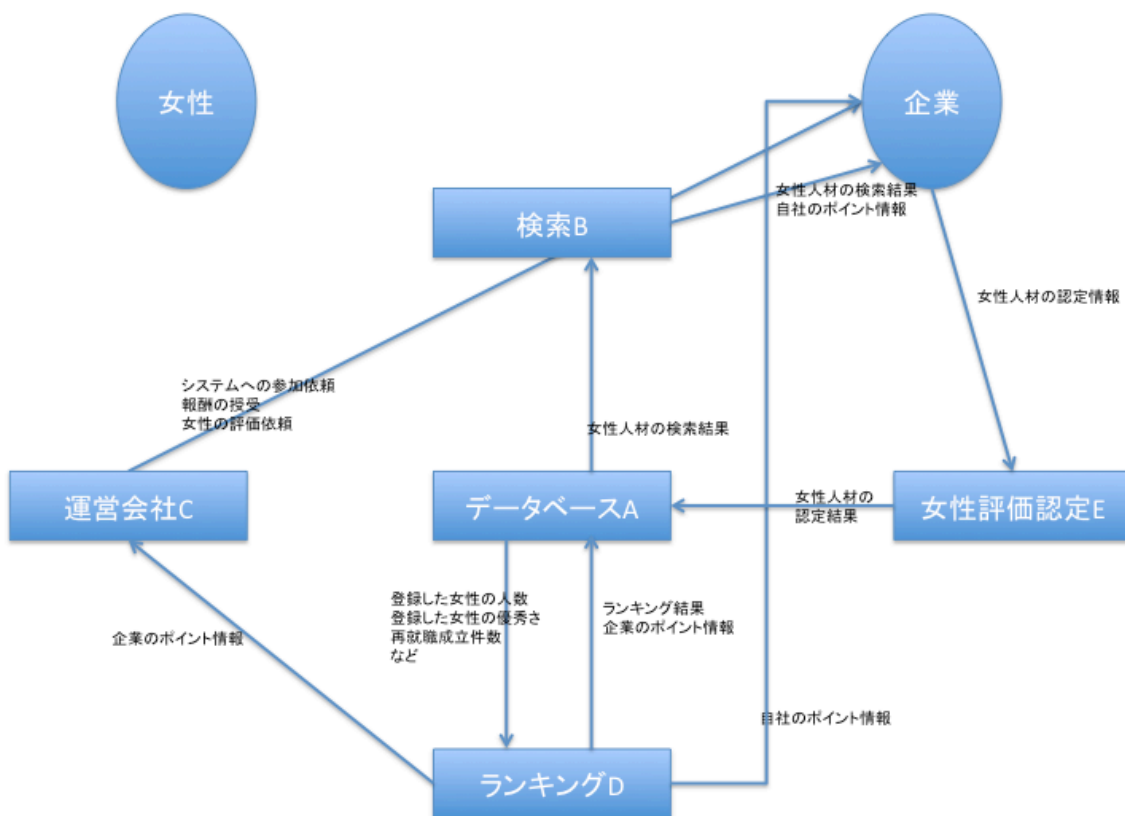 女性
企業
検索B
女性人材の検索結果
自社のポイント情報
女性人材の認定情報
システムへの参加依頼
報酬の授受
女性の評価依頼
女性人材の検索結果
運営会社C
データベースA
女性人材の
認定結果
女性評価認定E
登録した女性の人数
登録した女性の優秀さ
再就職成立件数
など
ランキング結果
企業のポイント情報
企業のポイント情報
自社のポイント情報
ランキングD